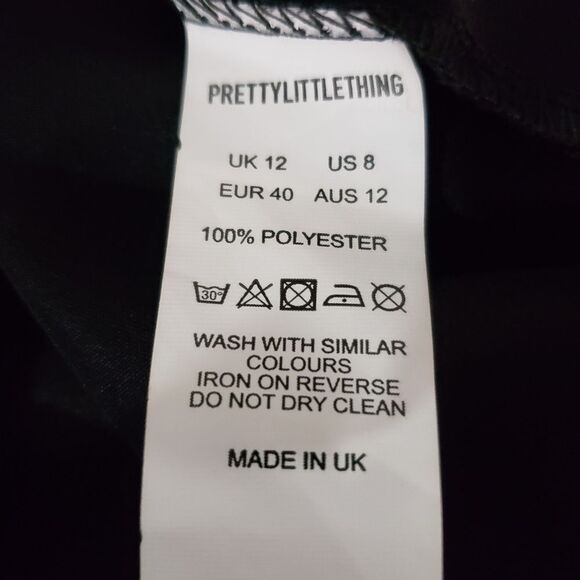 PRETTYLITTLETHING
UK 12 US 8
EUR 40 AUS 12
100% POLYESTER
30°
WASH WITH SIMILAR
COLOURS
IRON ON REVERSE
DO NOT DRY CLEAN
MADE IN UK